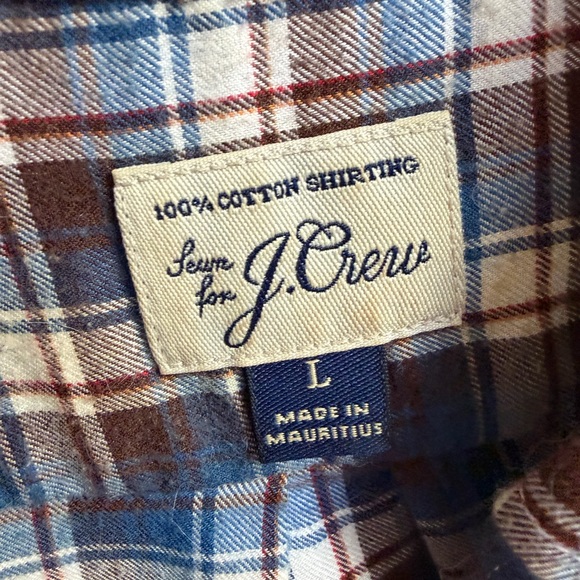 100% COTTON SHIRTING
Sewn
for
J.Crew
L
MADE IN
MAURITIUS